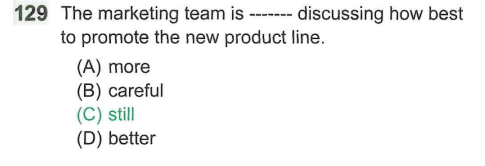 129 The marketing team is ------- discussing how best
to promote the new product line.
(A) more
(B) careful
(C) still
(D) better